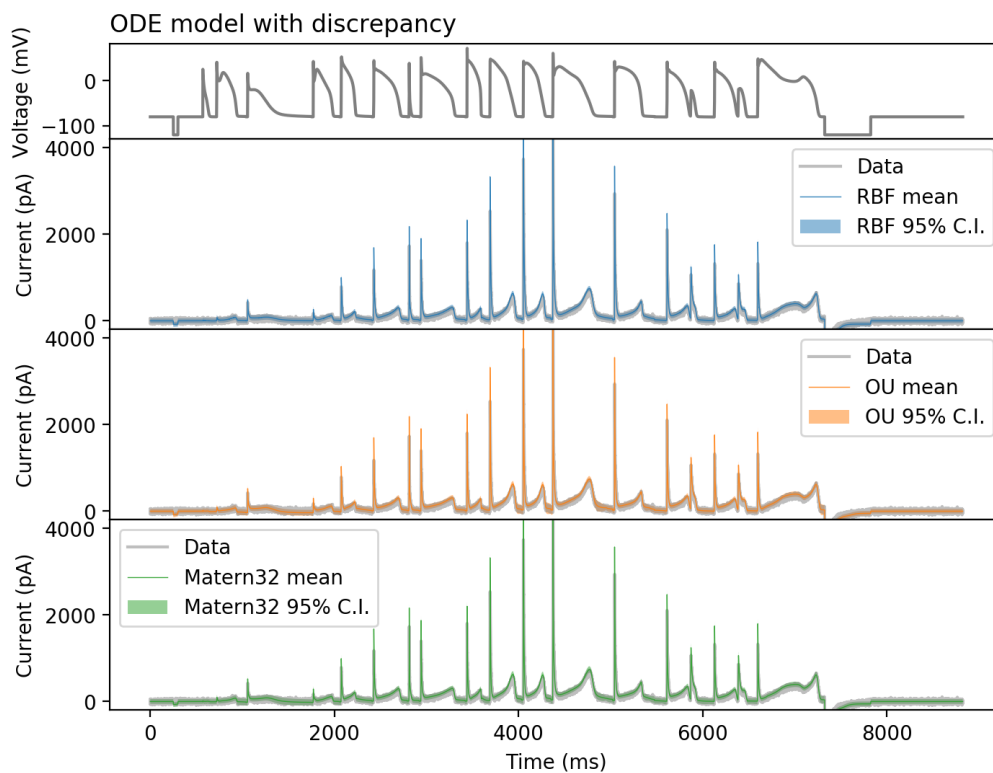 ODE model with discrepancy
Voltage (mV)
0
−100
Current (pA)
4000
2000
0
Data
RBF mean
RBF 95% C.I.
Current (pA)
4000
2000
0
Data
OU mean
OU 95% C.I.
Current (pA)
4000
2000
0
Data
Matern32 mean
Matern32 95% C.I.
0 2000 4000 6000 8000
Time (ms)